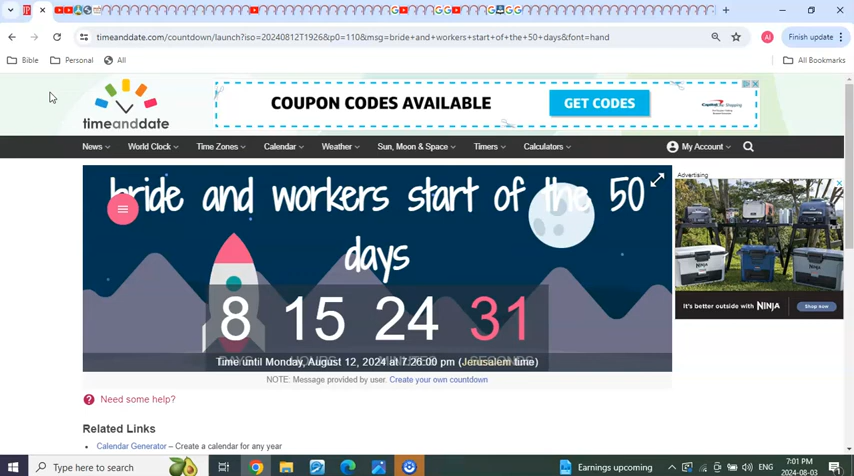 timeanddate.com/countdown/launch?iso=20240812T1926&p0=110&msg=bride+and+workers+start+of+the+50+days&font=hand
AI
Finish update
Bible
Personal
All
All Bookmarks
timeanddate
COUPON CODES AVAILABLE
GET CODES
News
World Clock
Time Zones
Calendar
Weather
Sun, Moon & Space
Timers
Calculators
My Account
bride and workers start of the 50
days
8 15 24 31
DAYS HOURS MINUTES SECONDS
Time until Monday, August 12, 2024 at 7:26:00 pm (Jerusalem time)
NOTE: Message provided by user. Create your own countdown
Advertising
It's better outside with NINJA
Shop now
Need some help?
Related Links
Calendar Generator – Create a calendar for any year
Type here to search
Earnings upcoming
ENG
7:01 PM
2024-08-03